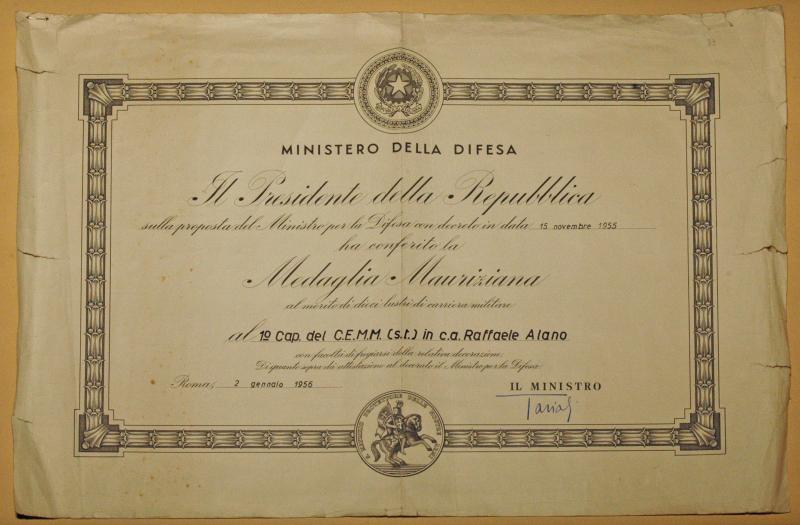 MINISTERO DELLA DIFESA
Il Presidente della Repubblica
sulla proposta del Ministro per la Difesa con decreto in data 15 novembre 1955
ha conferito la
Medaglia Mauriziana
al merito di dieci lustri di carriera militare
al 1º Cap. del C.E.M.M. (s.t.) in c.a. Raffaele Alano
con facoltà di fregiarsi della relativa decorazione.
Di quanto sopra dà attestazione al decorato il Ministro per la Difesa.
Roma, 2 gennaio 1956
IL MINISTRO